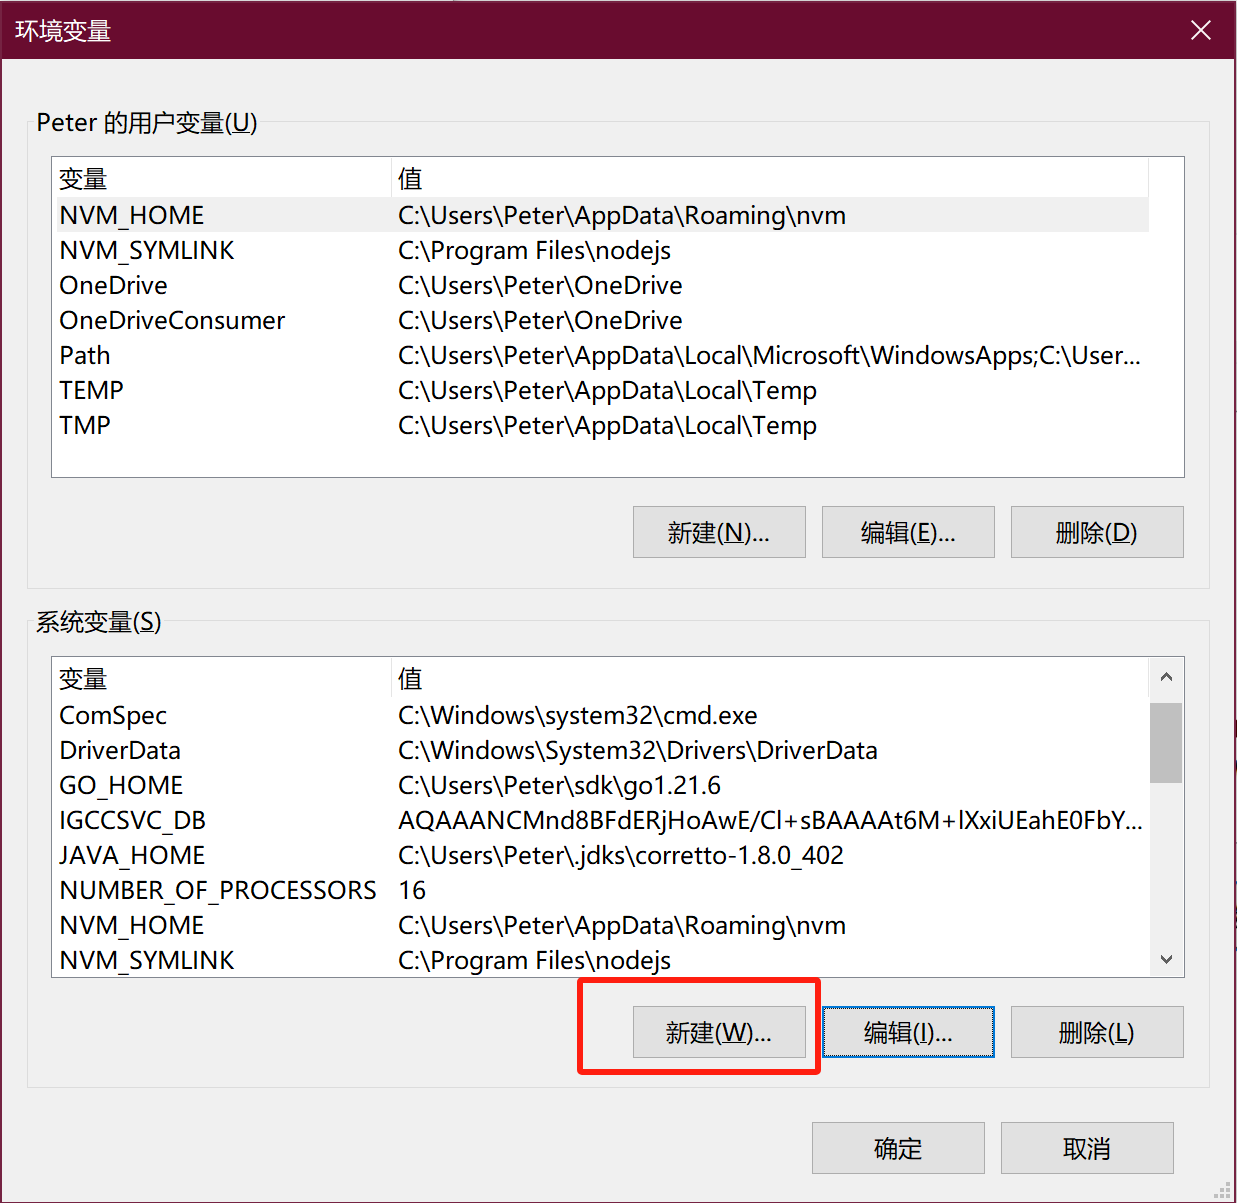 环境变量
Peter 的用户变量(U)
变量 值
NVM_HOME C:\Users\Peter\AppData\Roaming\nvm
NVM_SYMLINK C:\Program Files\nodejs
OneDrive C:\Users\Peter\OneDrive
OneDriveConsumer C:\Users\Peter\OneDrive
Path C:\Users\Peter\AppData\Local\Microsoft\WindowsApps;C:\User...
TEMP C:\Users\Peter\AppData\Local\Temp
TMP C:\Users\Peter\AppData\Local\Temp
新建(N)... 编辑(E)... 删除(D)
系统变量(S)
变量 值
ComSpec C:\Windows\system32\cmd.exe
DriverData C:\Windows\System32\Drivers\DriverData
GO_HOME C:\Users\Peter\sdk\go1.21.6
IGCCSVC_DB AQAAANCMnd8BFdERjHoAwE/Cl+sBAAAAt6M+lXxiUEahE0FbY...
JAVA_HOME C:\Users\Peter\.jdks\corretto-1.8.0_402
NUMBER_OF_PROCESSORS 16
NVM_HOME C:\Users\Peter\AppData\Roaming\nvm
NVM_SYMLINK C:\Program Files\nodejs
新建(W)... 编辑(I)... 删除(L)
确定 取消